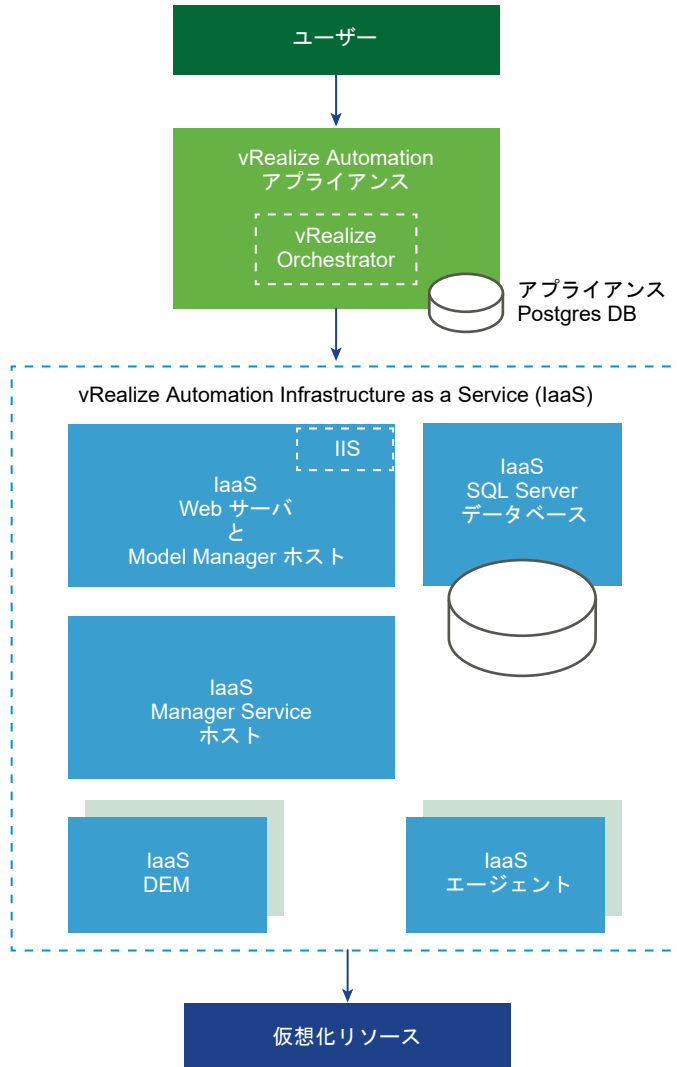 ユーザー
vRealize Automation
アプライアンス
vRealize
Orchestrator
アプライアンス
Postgres DB
vRealize Automation Infrastructure as a Service (IaaS)
IIS
IaaS
Web サーバ
と
Model Manager ホスト
IaaS
SQL Server
データベース
IaaS
Manager Service
ホスト
IaaS
DEM
IaaS
エージェント
仮想化リソース